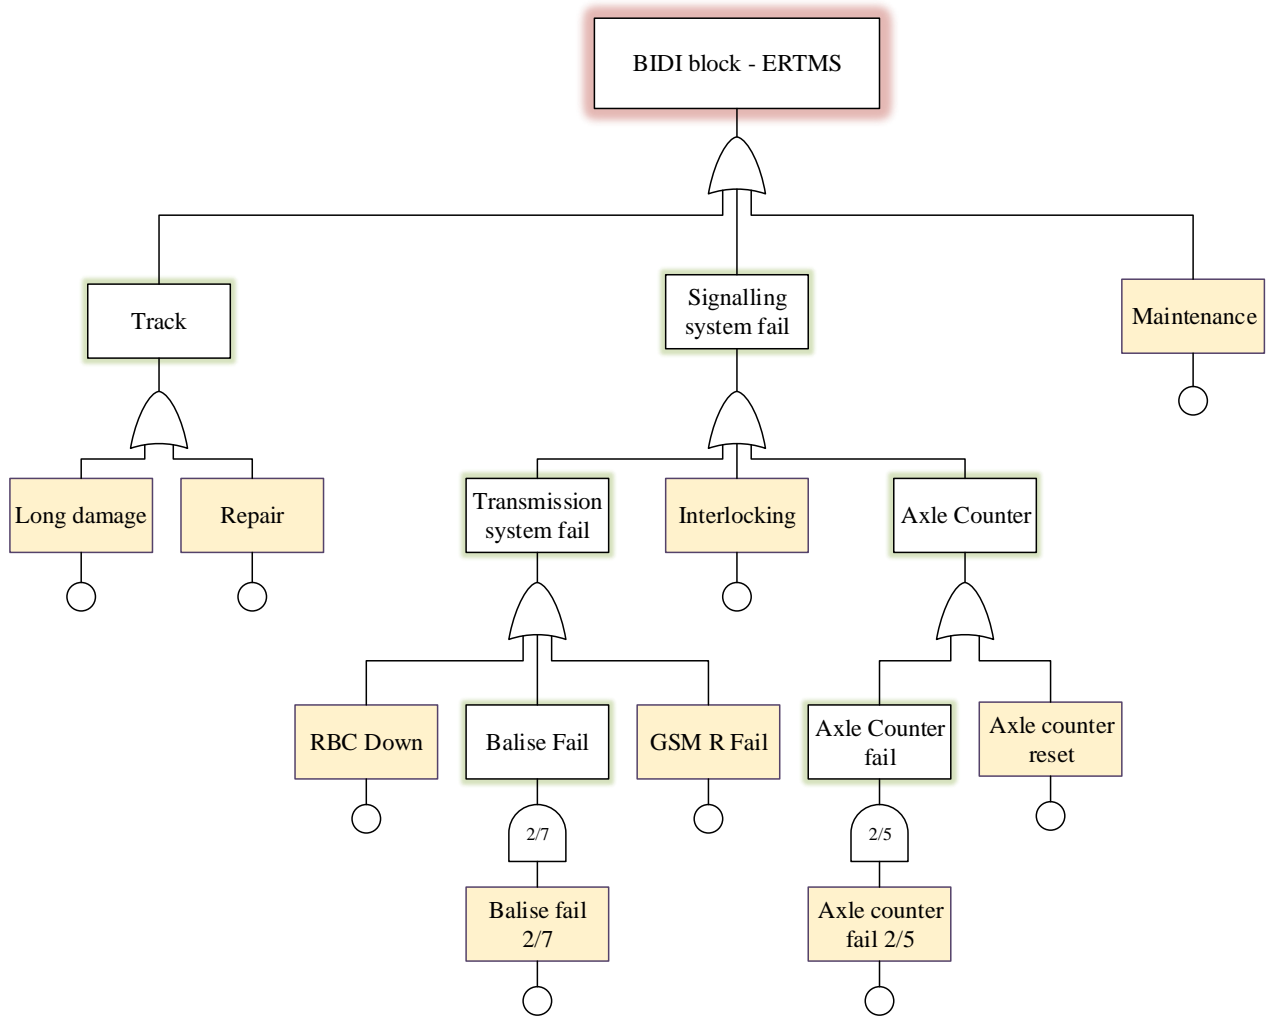 BIDI block - ERTMS
Track
Signalling
system fail
Maintenance
Long damage
Repair
Transmission
system fail
Interlocking
Axle Counter
RBC Down
Balise Fail
GSM R Fail
Axle Counter
fail
Axle counter
reset
2/7
2/5
Balise fail
2/7
Axle counter
fail 2/5